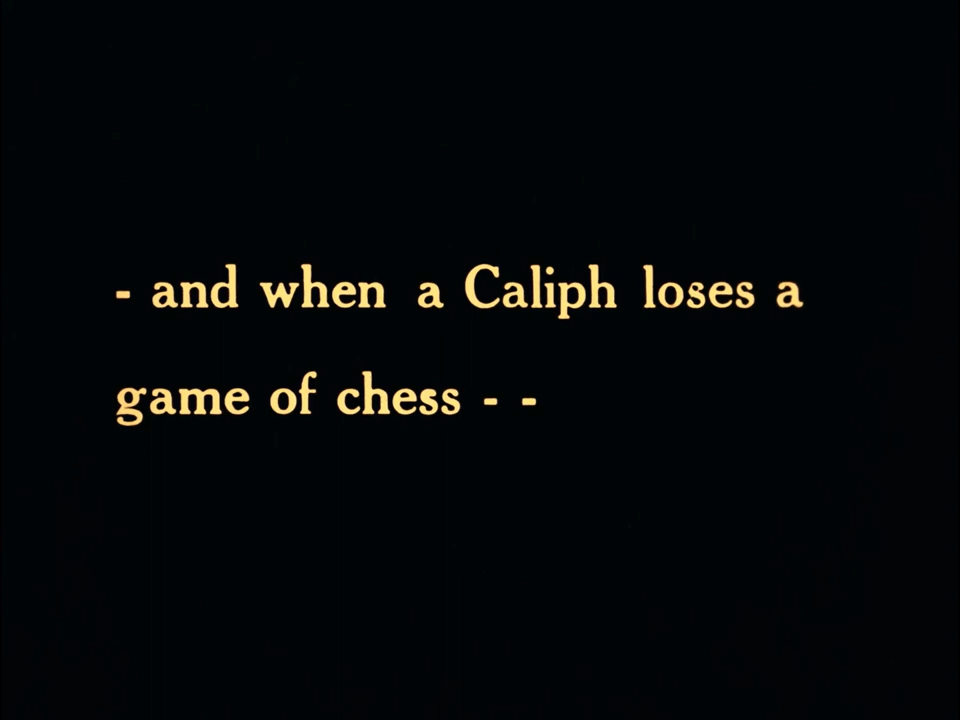 - and when a Caliph loses a
game of chess - -